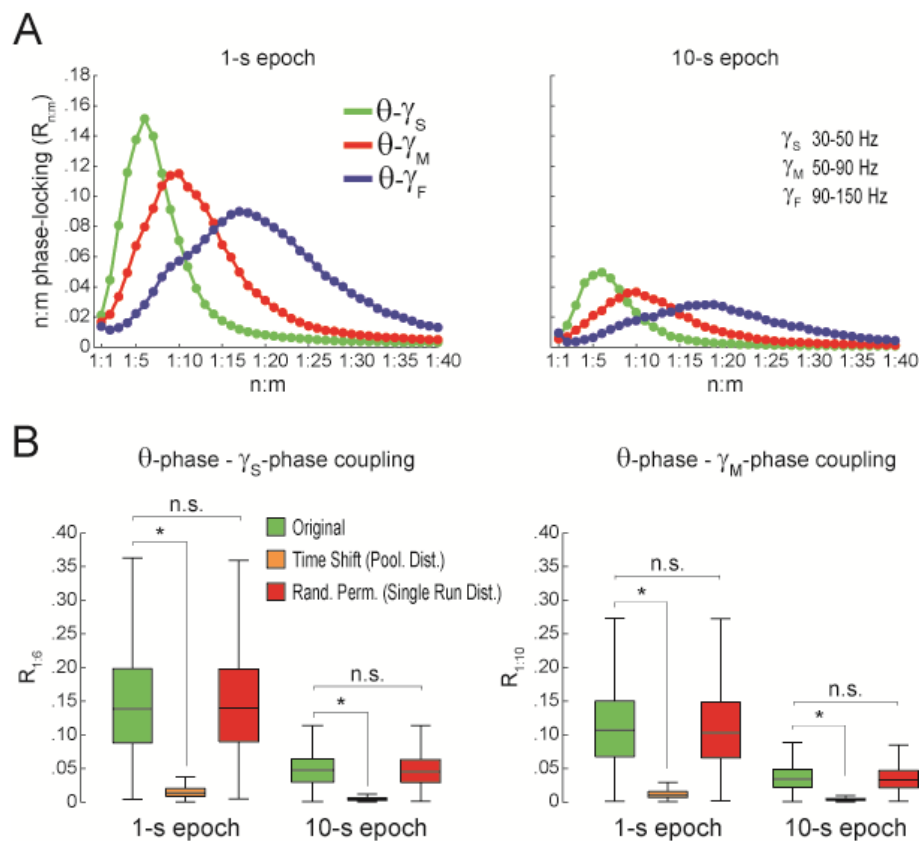 A
1-s epoch
10-s epoch
n:m phase-locking (Rn:m)
.18
.16
.14
.12
.10
.08
.06
.04
.02
0
θ-γS
θ-γM
θ-γF
γS 30-50 Hz
γM 50-90 Hz
γF 90-150 Hz
1:1 1:5 1:10 1:15 1:20 1:25 1:30 1:35 1:40
n:m
1:1 1:5 1:10 1:15 1:20 1:25 1:30 1:35 1:40
n:m
B
θ-phase - γS-phase coupling
θ-phase - γM-phase coupling
R1:6
.40
.35
.30
.25
.20
.15
.10
.05
0
n.s.
*
n.s.
*
Original
Time Shift (Pool. Dist.)
Rand. Perm. (Single Run Dist.)
1-s epoch
10-s epoch
R1:10
.40
.35
.30
.25
.20
.15
.10
.05
0
n.s.
*
n.s.
*
1-s epoch
10-s epoch